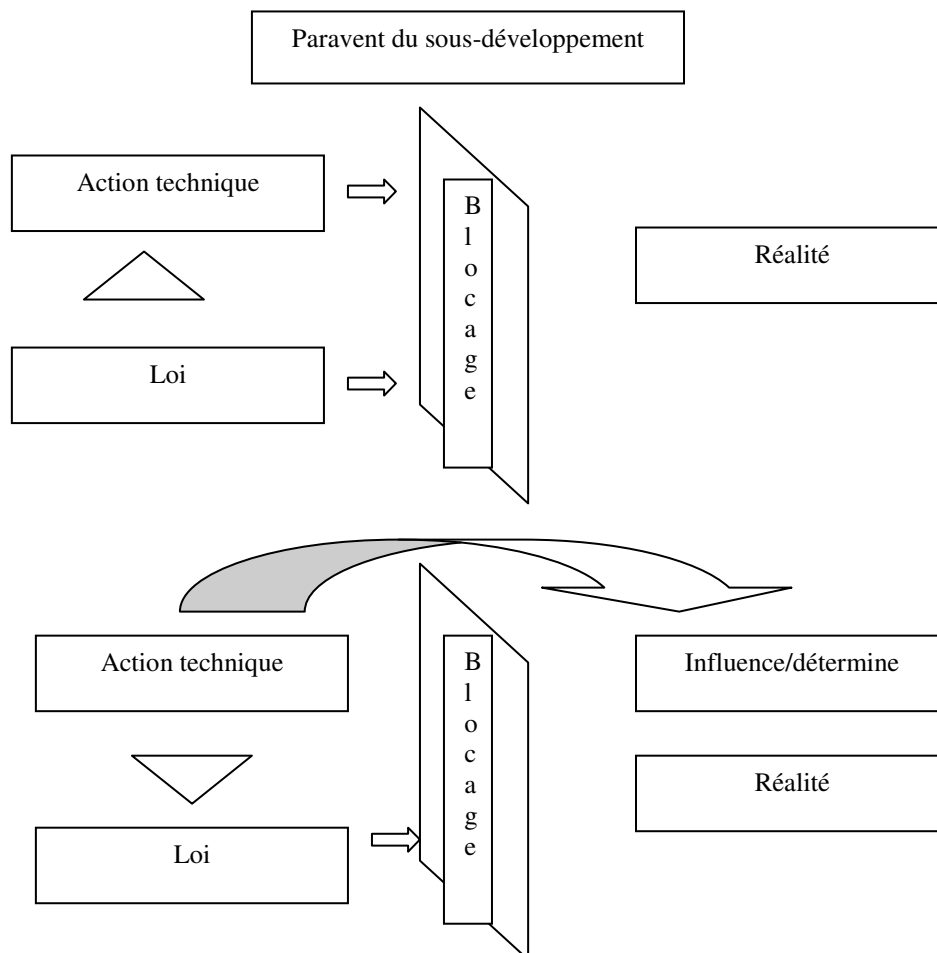 Paravent du sous-développement
Action technique
B
l
o
c
a
g
e
Réalité
Loi
Action technique
B
l
o
c
a
g
e
Influence/détermine
Réalité
Loi